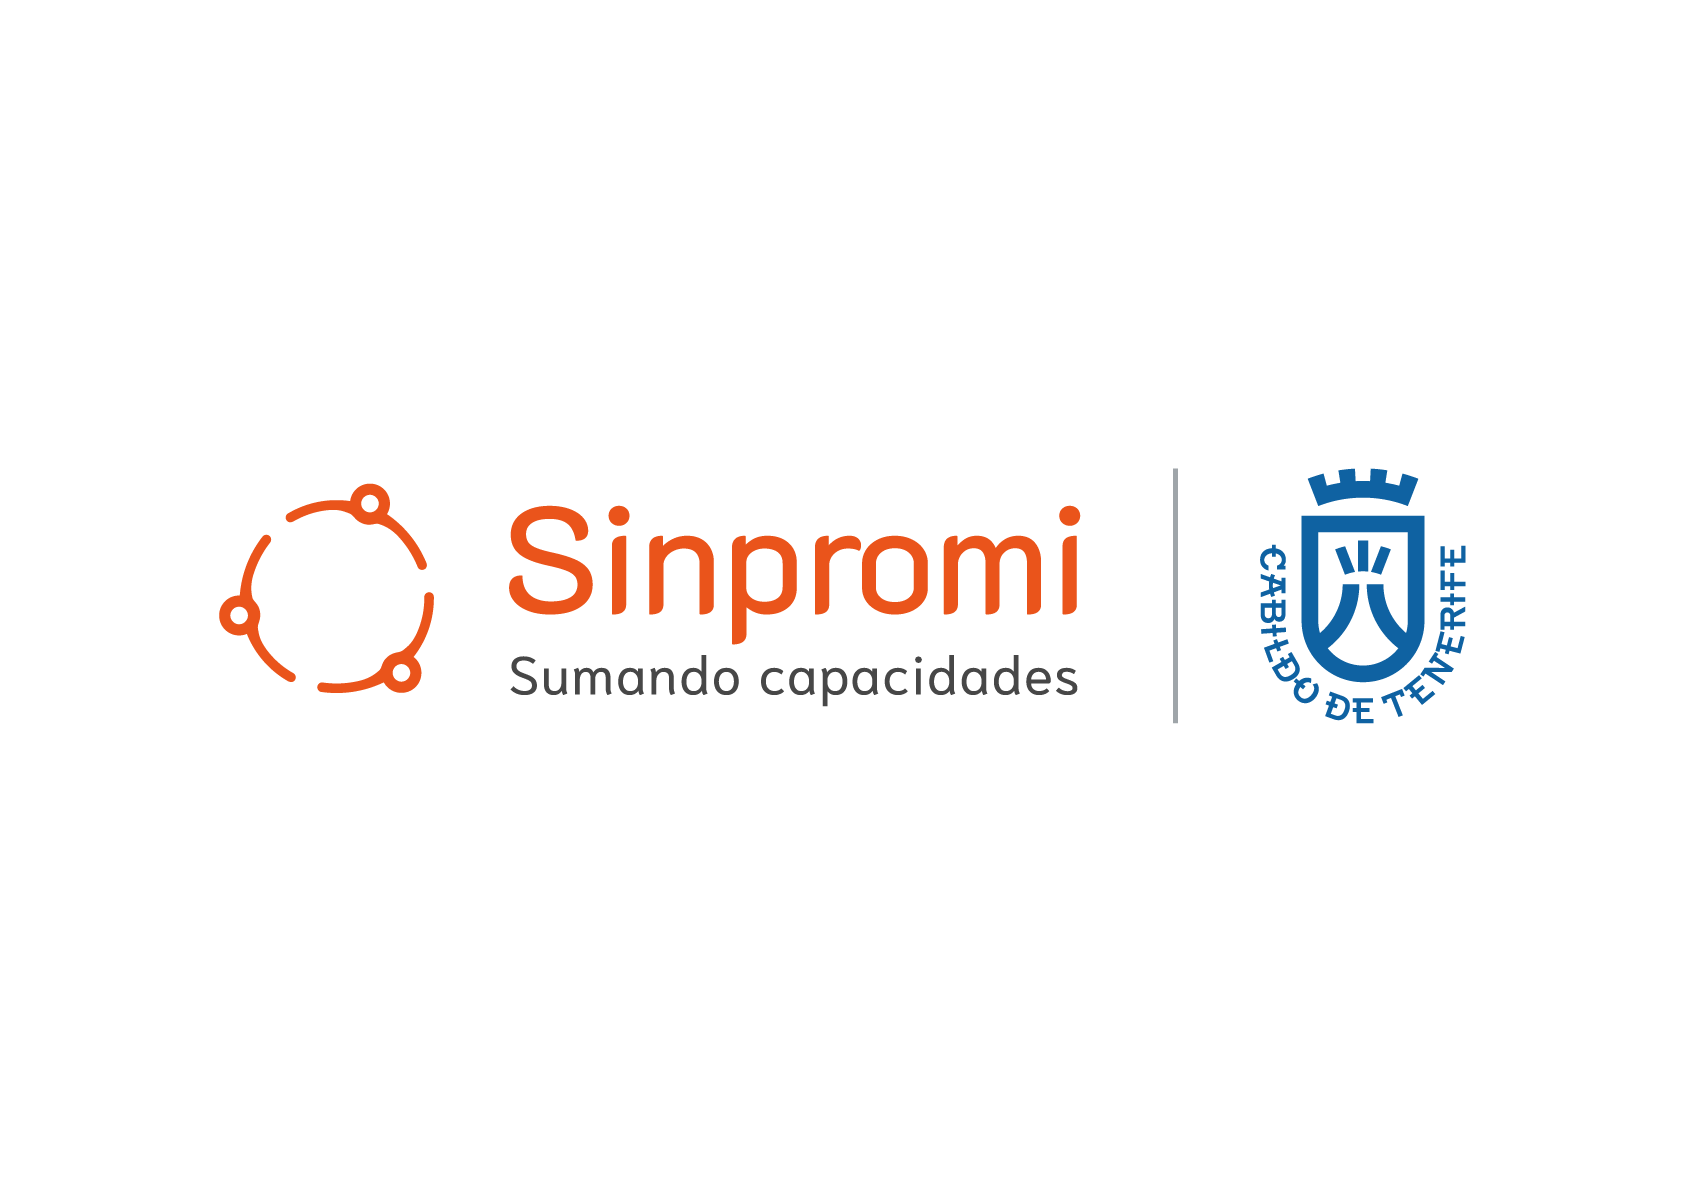 Sinpromi
Sumando capacidades
CABILDO DE TENERIFE